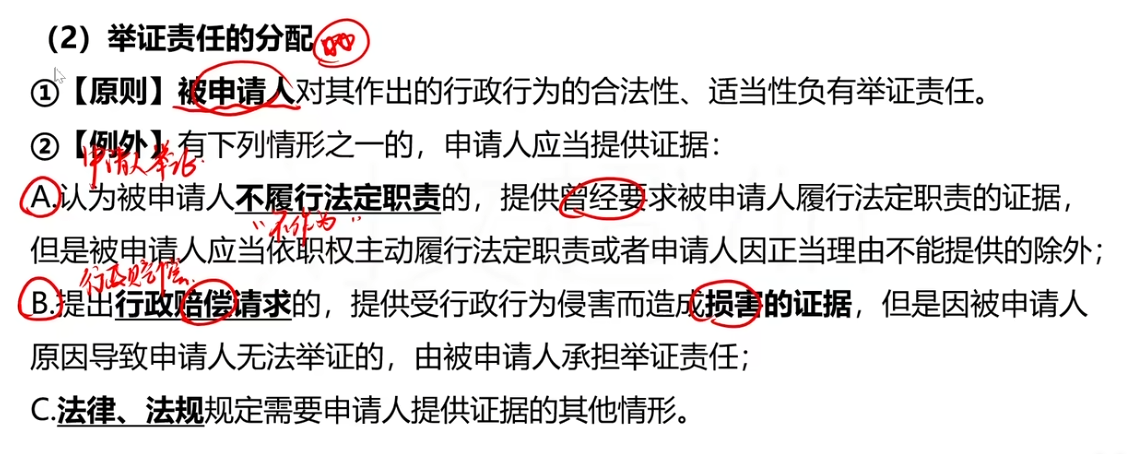 （2）举证责任的分配
①【原则】被申请人对其作出的行政行为的合法性、适当性负有举证责任。
②【例外】有下列情形之一的，申请人应当提供证据：
申请人举证
A.认为被申请人不履行法定职责的，提供曾经要求被申请人履行法定职责的证据，
“不作为”
但是被申请人应当依职权主动履行法定职责或者申请人因正当理由不能提供的除外；
行政赔偿
B.提出行政赔偿请求的，提供受行政行为侵害而造成损害的证据，但是因被申请人
原因导致申请人无法举证的，由被申请人承担举证责任；
C.法律、法规规定需要申请人提供证据的其他情形。